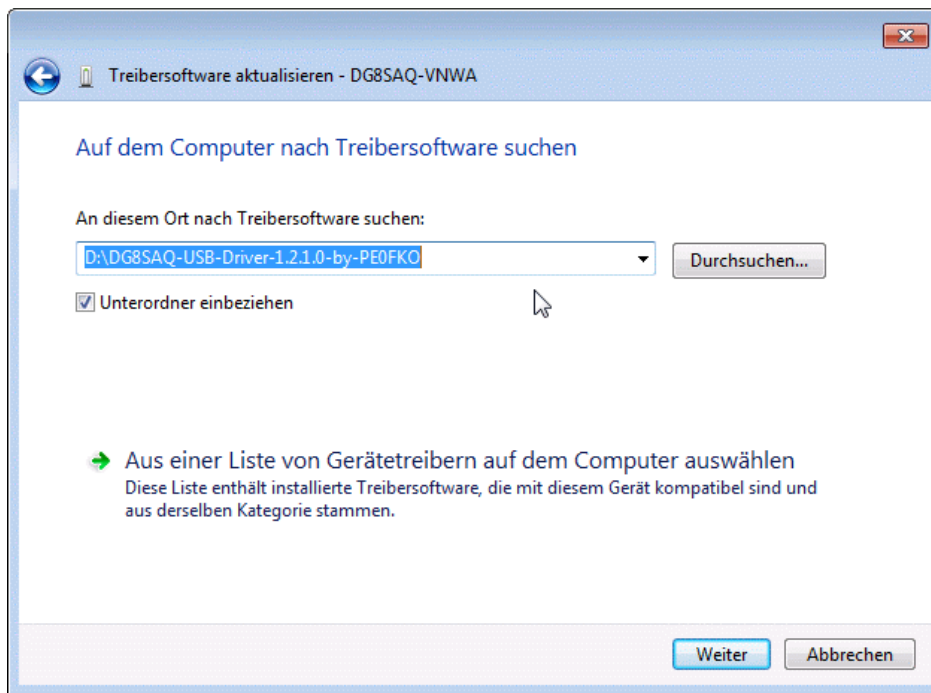 Treibersoftware aktualisieren - DG8SAQ-VNWA
Auf dem Computer nach Treibersoftware suchen
An diesem Ort nach Treibersoftware suchen:
D:\DG8SAQ-USB-Driver-1.2.1.0-by-PE0FKO
Durchsuchen...
Unterordner einbeziehen
Aus einer Liste von Gerätetreibern auf dem Computer auswählen
Diese Liste enthält installierte Treibersoftware, die mit diesem Gerät kompatibel sind und
aus derselben Kategorie stammen.
Weiter
Abbrechen